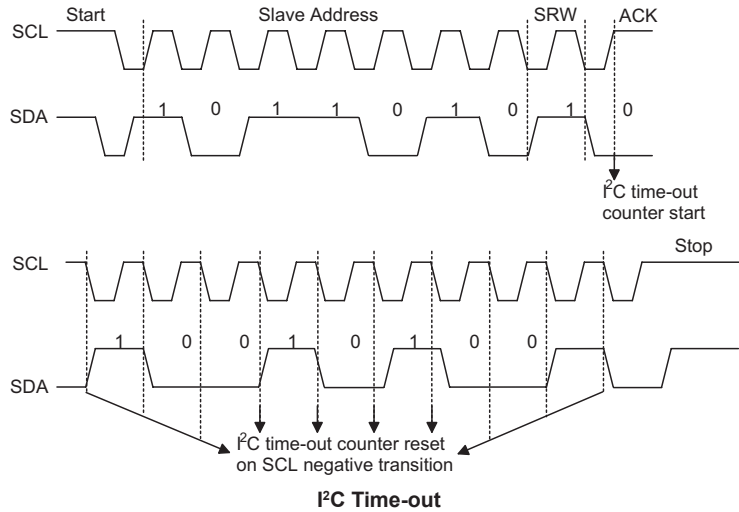 Start Slave Address SRW ACK
SCL
1 0 1 1 0 1 0 1 0
SDA
I²C time-out
counter start
Stop
SCL
1 0 0 1 0 1 0 0
SDA
I²C time-out counter reset
on SCL negative transition
I²C Time-out